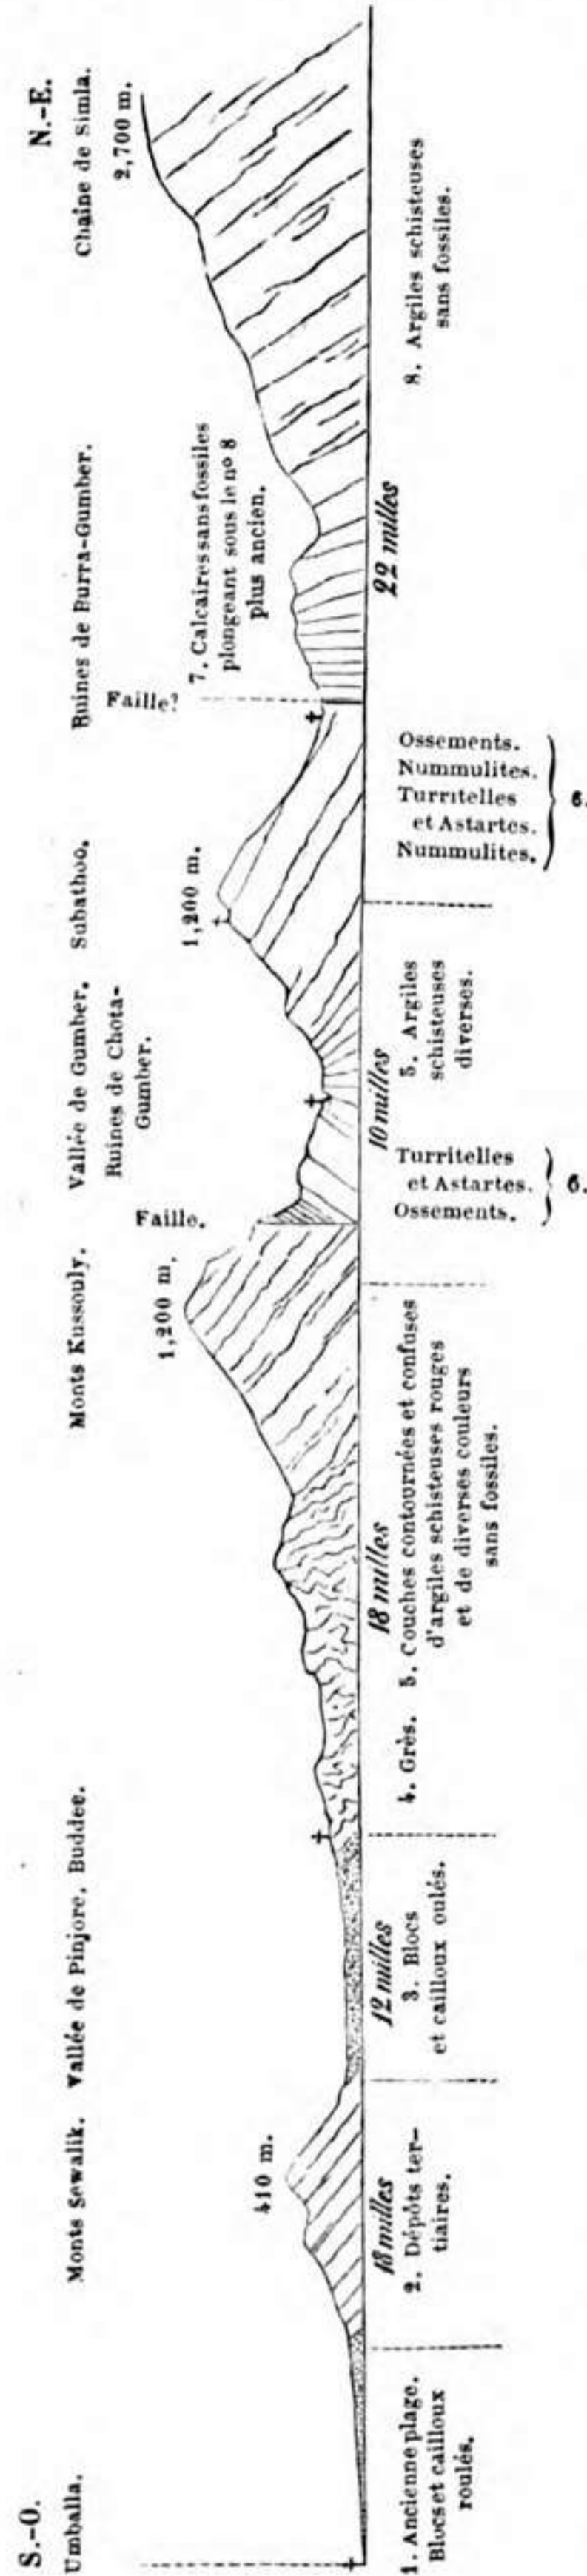 S.-O.
N.-E.
Umballa.
Monts Sewalik.
Vallée de Pinjore, Buddee.
Monts Kussouly.
Vallée de Gumber.
Ruines de Chota-
Gumber.
Subathoo.
Ruines de Burra-Gumber.
Chaîne de Simla.
410 m.
1,200 m.
Faille.
1,200 m.
Faille?
7. Calcaires sans fossiles
plongeant sous le nº 8
plus ancien.
2,700 m.
18 milles
12 milles
18 milles
10 milles
22 milles
1. Ancienne plage.
Blocs et cailloux
roulés.
2. Dépôts ter-
tiaires.
3. Blocs
et cailloux oulés.
4. Grès.
5. Couches contournées et confuses
d'argiles schisteuses rouges
et de diverses couleurs
sans fossiles.
Turritelles
et Astartes.
Ossements.
6.
5. Argiles
schisteuses
diverses.
Ossements.
Nummulites.
Turritelles
et Astartes.
Nummulites.
6.
8. Argiles schisteuses
sans fossiles.